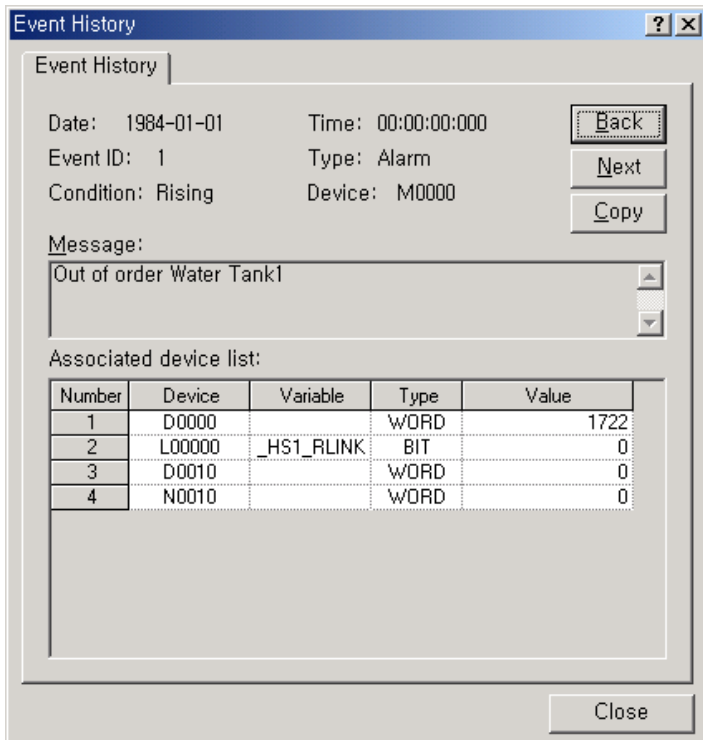 Event History
Event History
Date: 1984-01-01 Time: 00:00:00:000 Back
Event ID: 1 Type: Alarm Next
Condition: Rising Device: M0000 Copy
Message:
Out of order Water Tank1
Associated device list:
Number Device Variable Type Value
1 D0000 WORD 1722
2 L00000 _HS1_RLINK BIT 0
3 D0010 WORD 0
4 N0010 WORD 0
Close